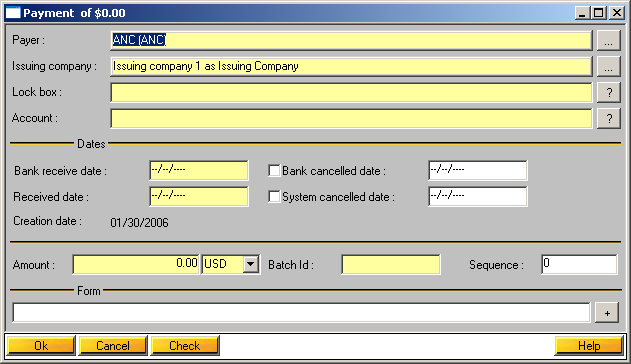 Payment of $0.00
Payer : ANC (ANC) ...
Issuing company : Issuing company 1 as Issuing Company ...
Lock box : ?
Account : ?
Dates
Bank receive date : --/--/---- Bank cancelled date : --/--/----
Received date : --/--/---- System cancelled date : --/--/----
Creation date : 01/30/2006
Amount : 0.00 USD Batch Id : Sequence : 0
Form
+
Ok Cancel Check Help